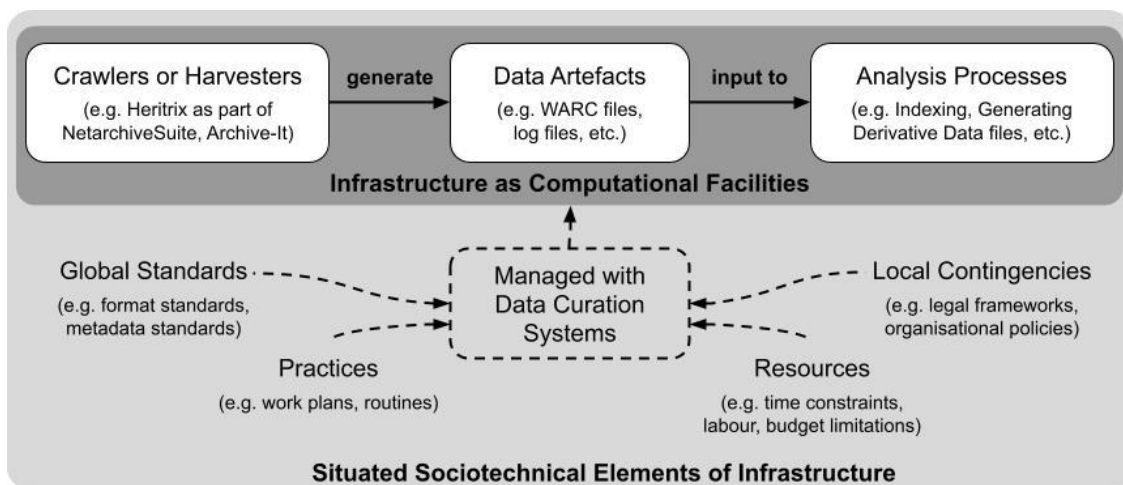 Crawlers or Harvesters
(e.g. Heritrix as part of
NetarchiveSuite, Archive-It)
generate
Data Artefacts
(e.g. WARC files,
log files, etc.)
input to
Analysis Processes
(e.g. Indexing, Generating
Derivative Data files, etc.)
Infrastructure as Computational Facilities
Global Standards
(e.g. format standards,
metadata standards)
Managed with
Data Curation
Systems
Local Contingencies
(e.g. legal frameworks,
organisational policies)
Practices
(e.g. work plans, routines)
Resources
(e.g. time constraints,
labour, budget limitations)
Situated Sociotechnical Elements of Infrastructure